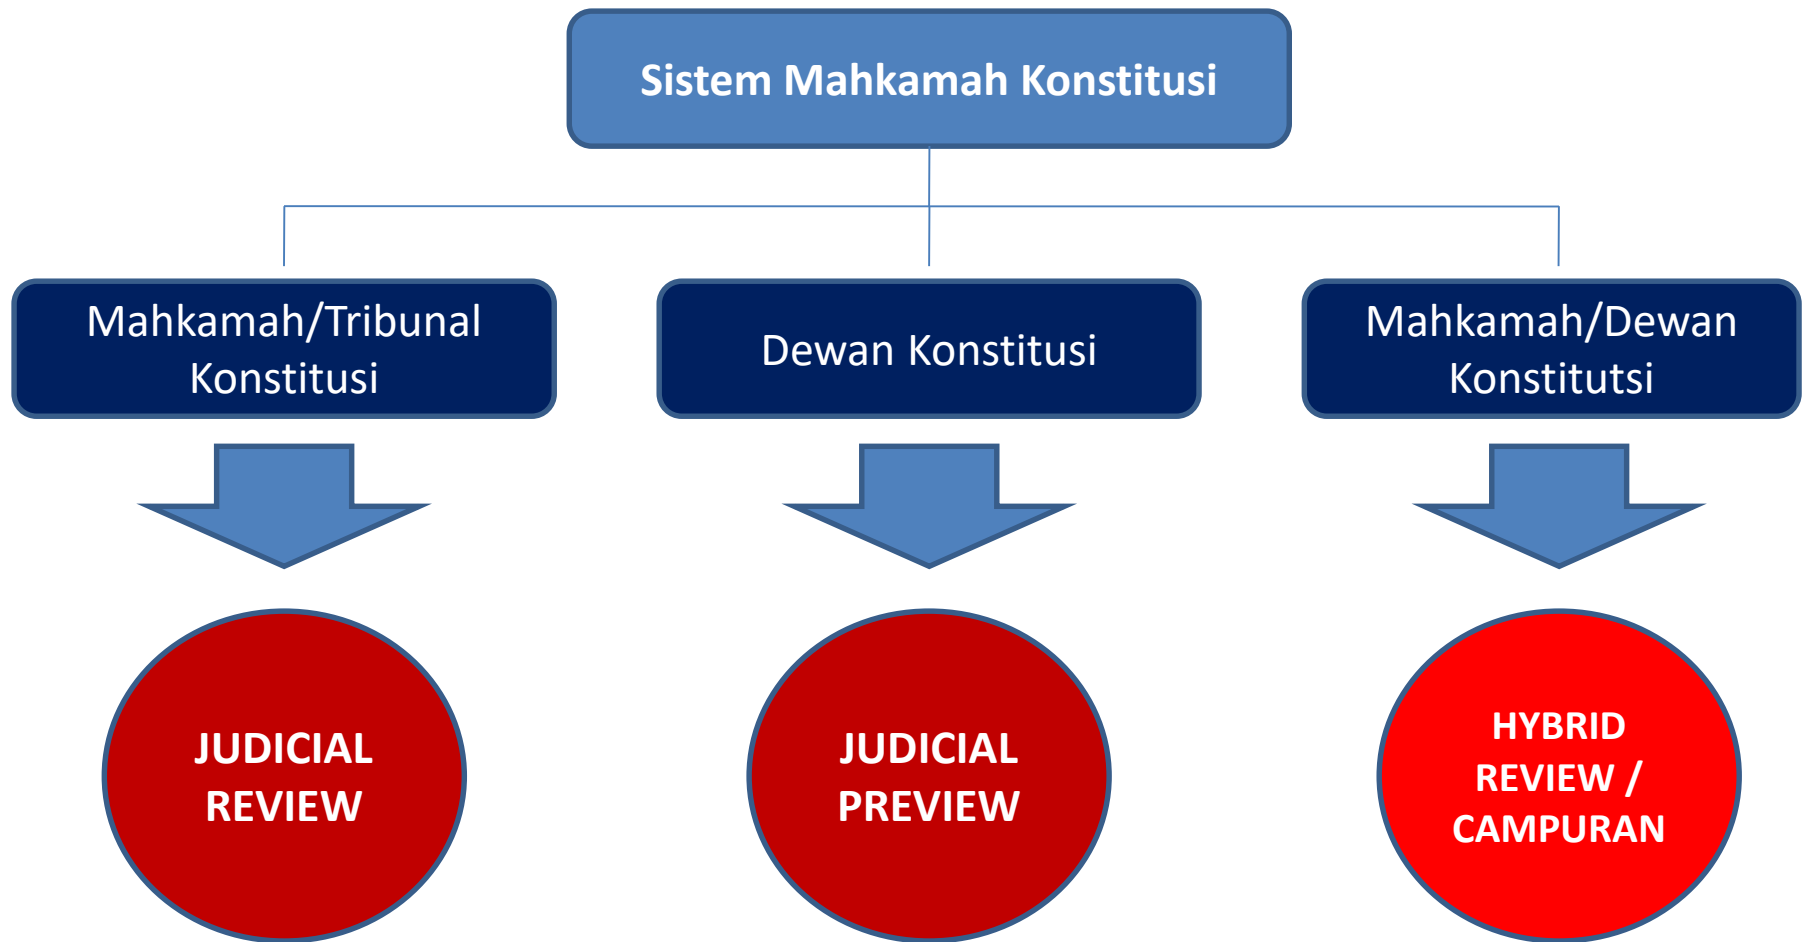 Sistem Mahkamah Konstitusi
Mahkamah/Tribunal
Konstitusi
Dewan Konstitusi
Mahkamah/Dewan
Konstitutsi
JUDICIAL
REVIEW
JUDICIAL
PREVIEW
HYBRID
REVIEW /
CAMPURAN